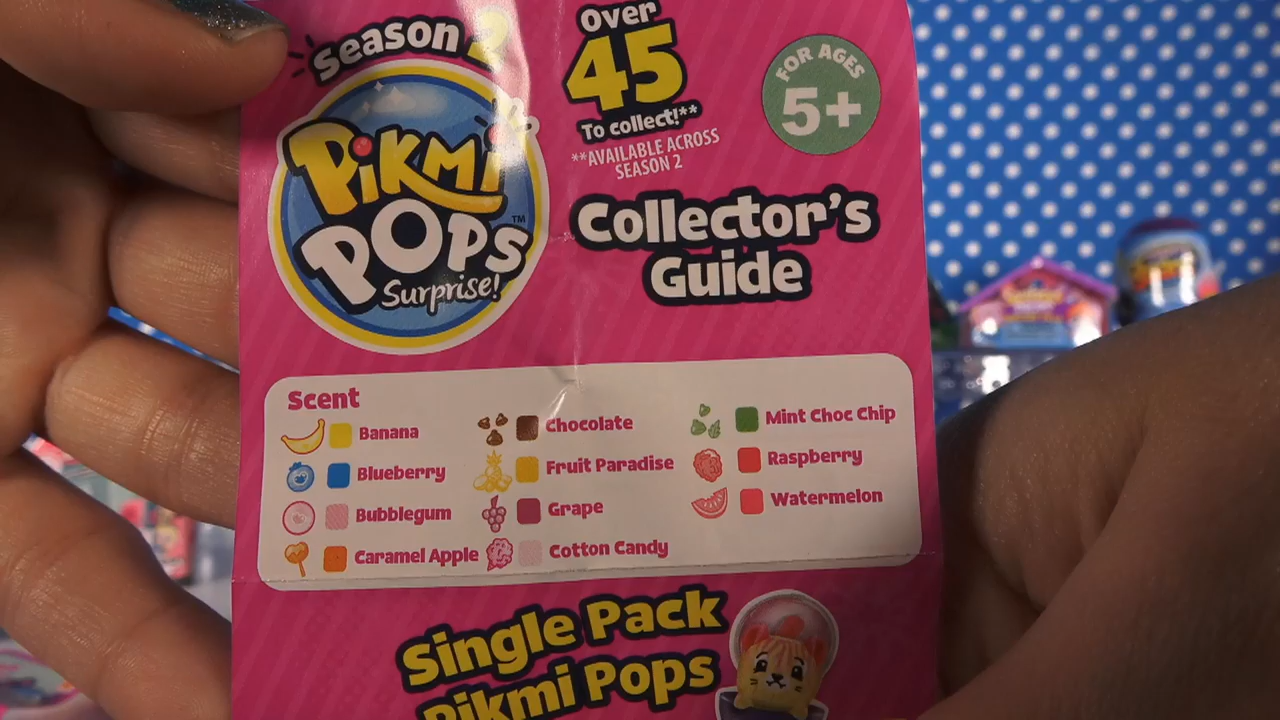 Season 2
PiKMi
POPS
™
Surprise!
Over
45
To collect!**
**AVAILABLE ACROSS
SEASON 2
FOR AGES
5+
Collector's
Guide
Scent
Banana
Blueberry
Bubblegum
Caramel Apple
Chocolate
Fruit Paradise
Grape
Cotton Candy
Mint Choc Chip
Raspberry
Watermelon
Single Pack
Pikmi Pops